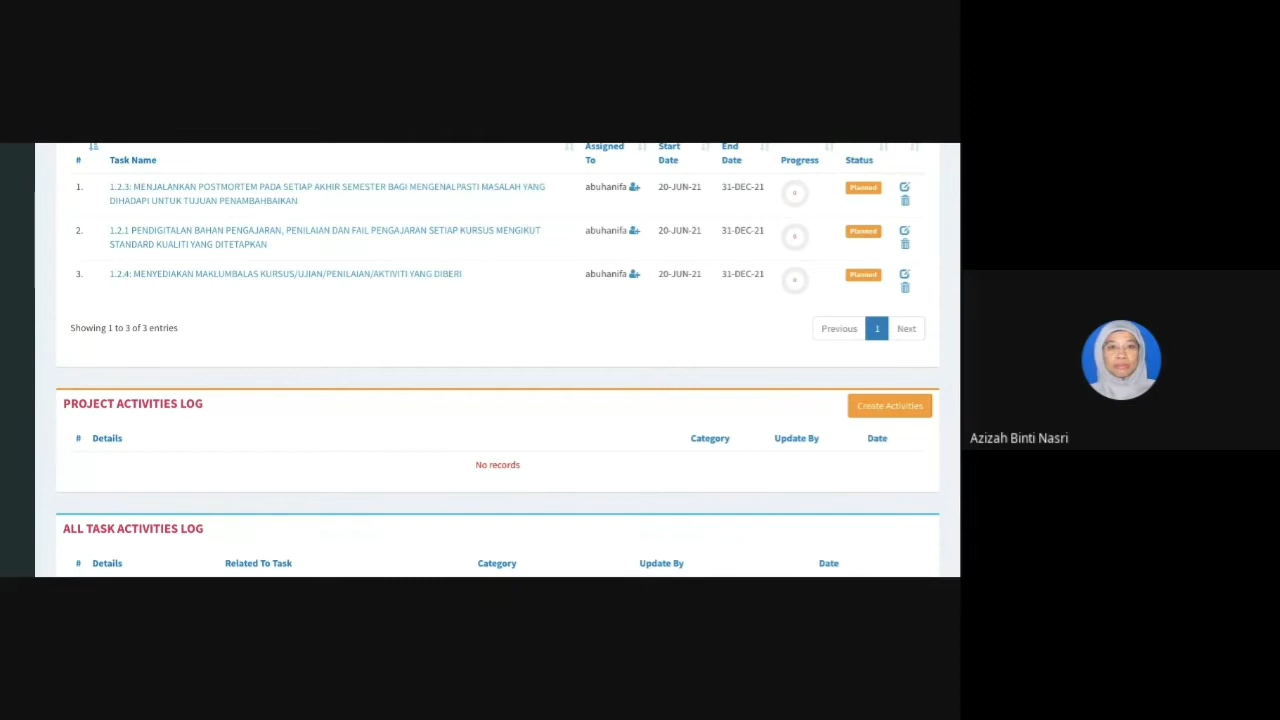 Assigned Start End
# Task Name To Date Date Progress Status
1. 1.2.3: MENJALANKAN POSTMORTEM PADA SETIAP AKHIR SEMESTER BAGI MENGENALPASTI MASALAH YANG abuhanifa 20-JUN-21 31-DEC-21 0 Planned
DIHADAPI UNTUK TUJUAN PENAMBAHBAIKAN
2. 1.2.1 PENDIGITALAN BAHAN PENGAJARAN, PENILAIAN DAN FAIL PENGAJARAN SETIAP KURSUS MENGIKUT abuhanifa 20-JUN-21 31-DEC-21 0 Planned
STANDARD KUALITI YANG DITETAPKAN
3. 1.2.4: MENYEDIAKAN MAKLUMBALAS KURSUS/UJIAN/PENILAIAN/AKTIVITI YANG DIBERI abuhanifa 20-JUN-21 31-DEC-21 0 Planned
Showing 1 to 3 of 3 entries Previous 1 Next
PROJECT ACTIVITIES LOG Create Activities
# Details Category Update By Date
No records
ALL TASK ACTIVITIES LOG
# Details Related To Task Category Update By Date
Azizah Binti Nasri